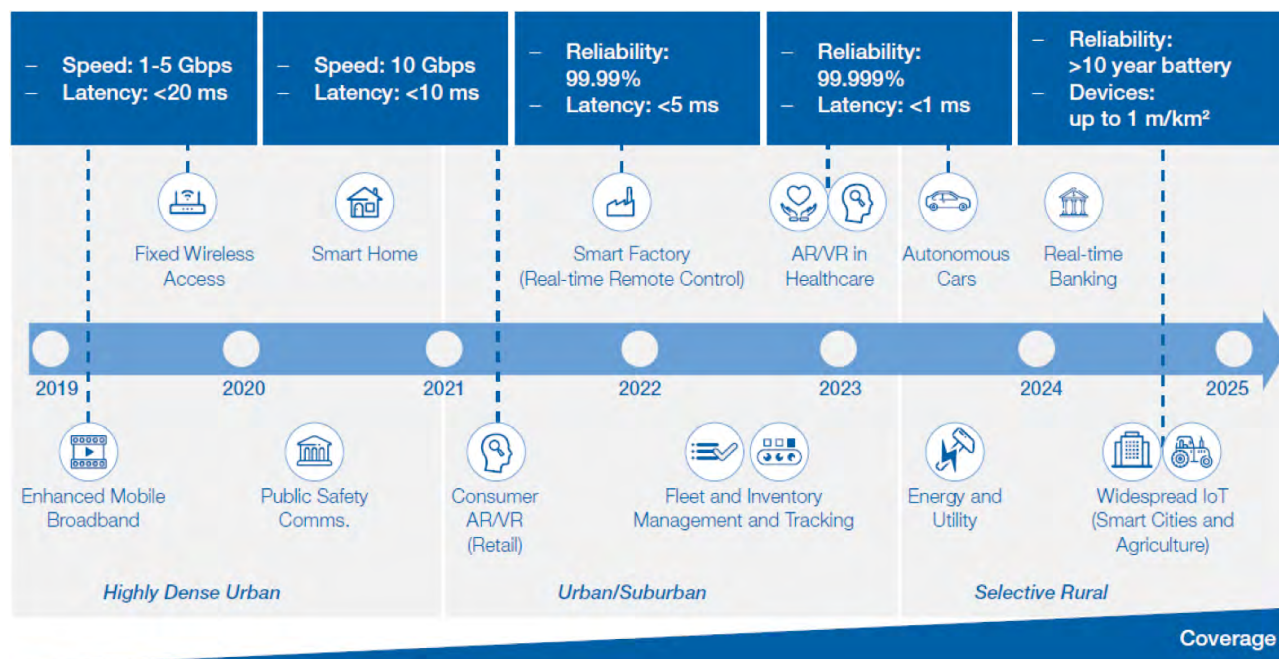 – Speed: 1-5 Gbps
– Latency: <20 ms
– Speed: 10 Gbps
– Latency: <10 ms
– Reliability:
99.99%
– Latency: <5 ms
– Reliability:
99.999%
– Latency: <1 ms
– Reliability:
>10 year battery
– Devices:
up to 1 m/km²
Fixed Wireless
Access
Smart Home
Smart Factory
(Real-time Remote Control)
AR/VR in
Healthcare
Autonomous
Cars
Real-time
Banking
2019
2020
2021
2022
2023
2024
2025
Enhanced Mobile
Broadband
Public Safety
Comms.
Consumer
AR/VR
(Retail)
Fleet and Inventory
Management and Tracking
Energy and
Utility
Widespread IoT
(Smart Cities and
Agriculture)
Highly Dense Urban
Urban/Suburban
Selective Rural
Coverage